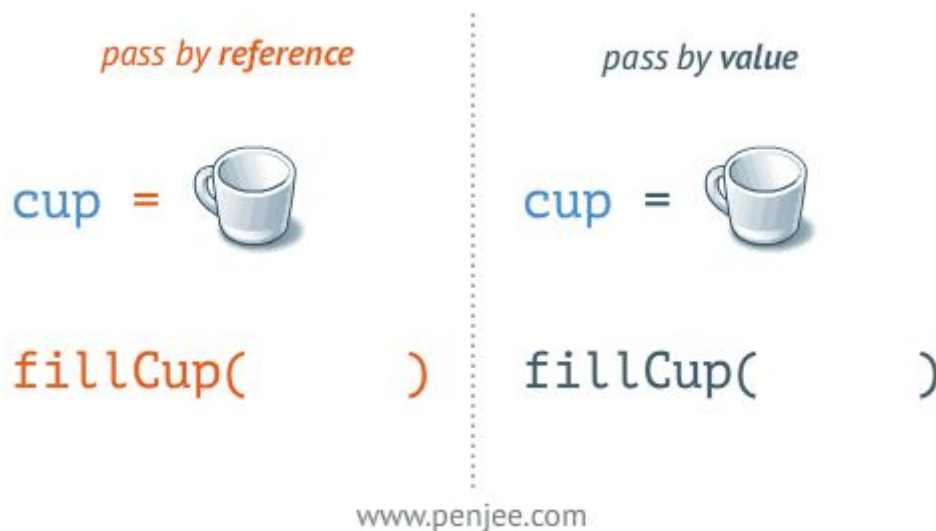 pass by reference
cup =
fillCup( )
pass by value
cup =
fillCup( )
www.penjee.com